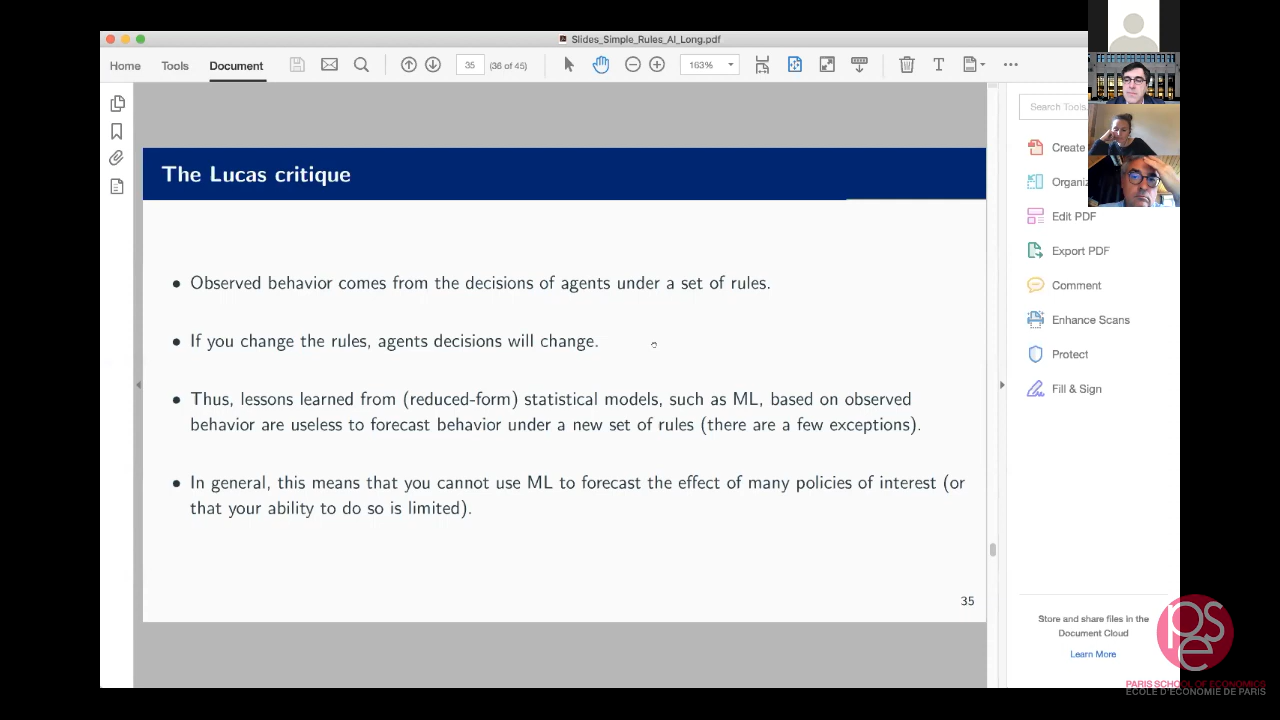 Slides_Simple_Rules_AI_Long.pdf
Home Tools Document 35 (36 of 45) 163%
Search Tools
Create
Organiz
Edit PDF
Export PDF
Comment
Enhance Scans
Protect
Fill & Sign
The Lucas critique
• Observed behavior comes from the decisions of agents under a set of rules.
• If you change the rules, agents decisions will change.
• Thus, lessons learned from (reduced-form) statistical models, such as ML, based on observed
behavior are useless to forecast behavior under a new set of rules (there are a few exceptions).
• In general, this means that you cannot use ML to forecast the effect of many policies of interest (or
that your ability to do so is limited).
35
Store and share files in the
Document Cloud
Learn More
pse
PARIS SCHOOL OF ECONOMICS
ÉCOLE D'ÉCONOMIE DE PARIS